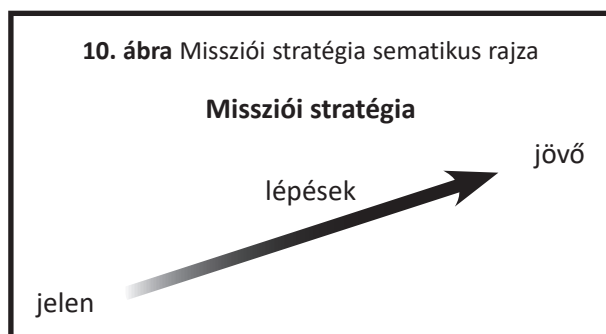 10. ábra Missziói stratégia sematikus rajza
Missziói stratégia
jövő
lépések
jelen